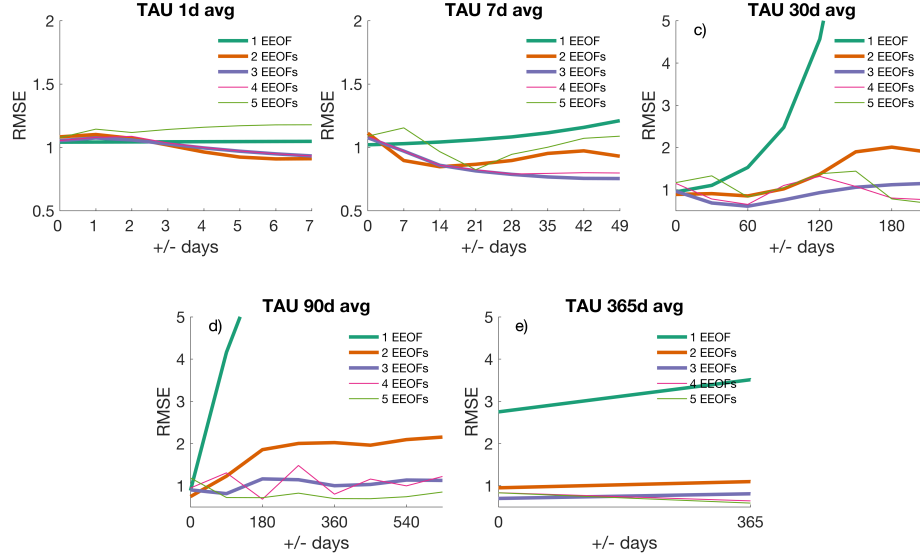 TAU 1d avg
2
1.5
1
0.5
RMSE
1 EEOF
2 EEOFs
3 EEOFs
4 EEOFs
5 EEOFs
0 1 2 3 4 5 6 7
+/- days
TAU 7d avg
2
1.5
1
0.5
RMSE
1 EEOF
2 EEOFs
3 EEOFs
4 EEOFs
5 EEOFs
0 7 14 21 28 35 42 49
+/- days
TAU 30d avg
c)
5
4
3
2
1
RMSE
1 EEOF
2 EEOFs
3 EEOFs
4 EEOFs
5 EEOFs
0 60 120 180
+/- days
TAU 90d avg
d)
5
4
3
2
1
RMSE
1 EEOF
2 EEOFs
3 EEOFs
4 EEOFs
5 EEOFs
0 180 360 540
+/- days
TAU 365d avg
e)
5
4
3
2
1
RMSE
1 EEOF
2 EEOFs
3 EEOFs
4 EEOFs
5 EEOFs
0 365
+/- days